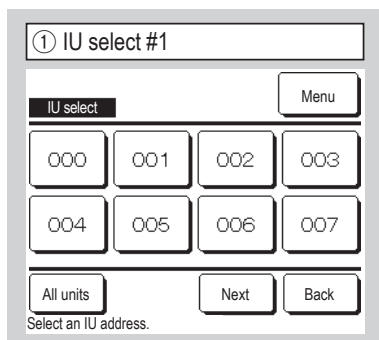 ① IU select #1
Menu
IU select
000 001 002 003
004 005 006 007
All units Next Back
Select an IU address.